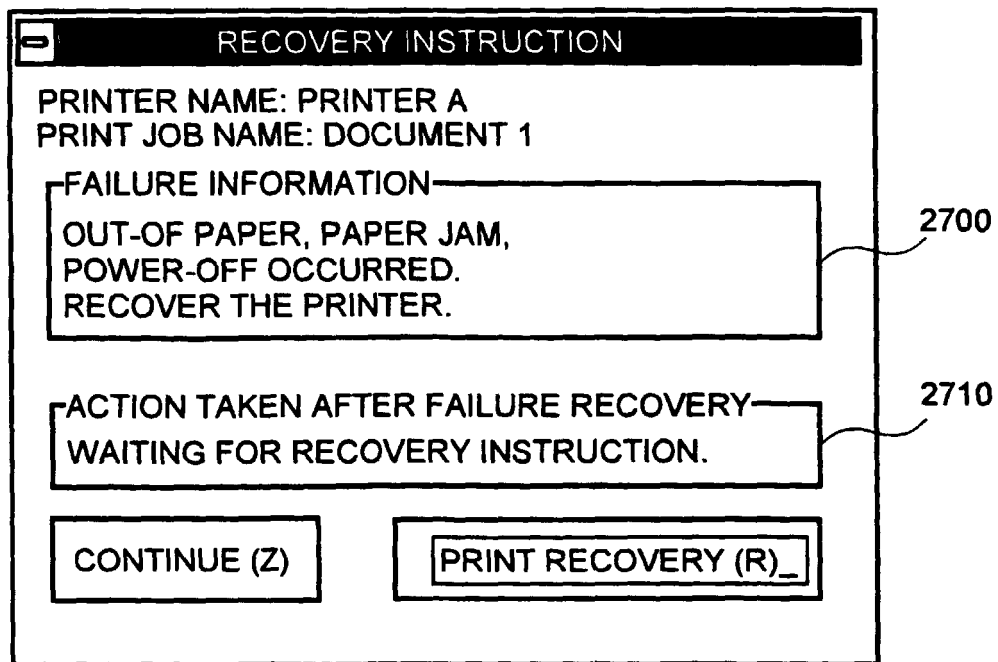 RECOVERY INSTRUCTION
PRINTER NAME: PRINTER A
PRINT JOB NAME: DOCUMENT 1
FAILURE INFORMATION
OUT-OF PAPER, PAPER JAM,
POWER-OFF OCCURRED.
RECOVER THE PRINTER.
2700
ACTION TAKEN AFTER FAILURE RECOVERY
WAITING FOR RECOVERY INSTRUCTION.
2710
CONTINUE (Z)
PRINT RECOVERY (R)_